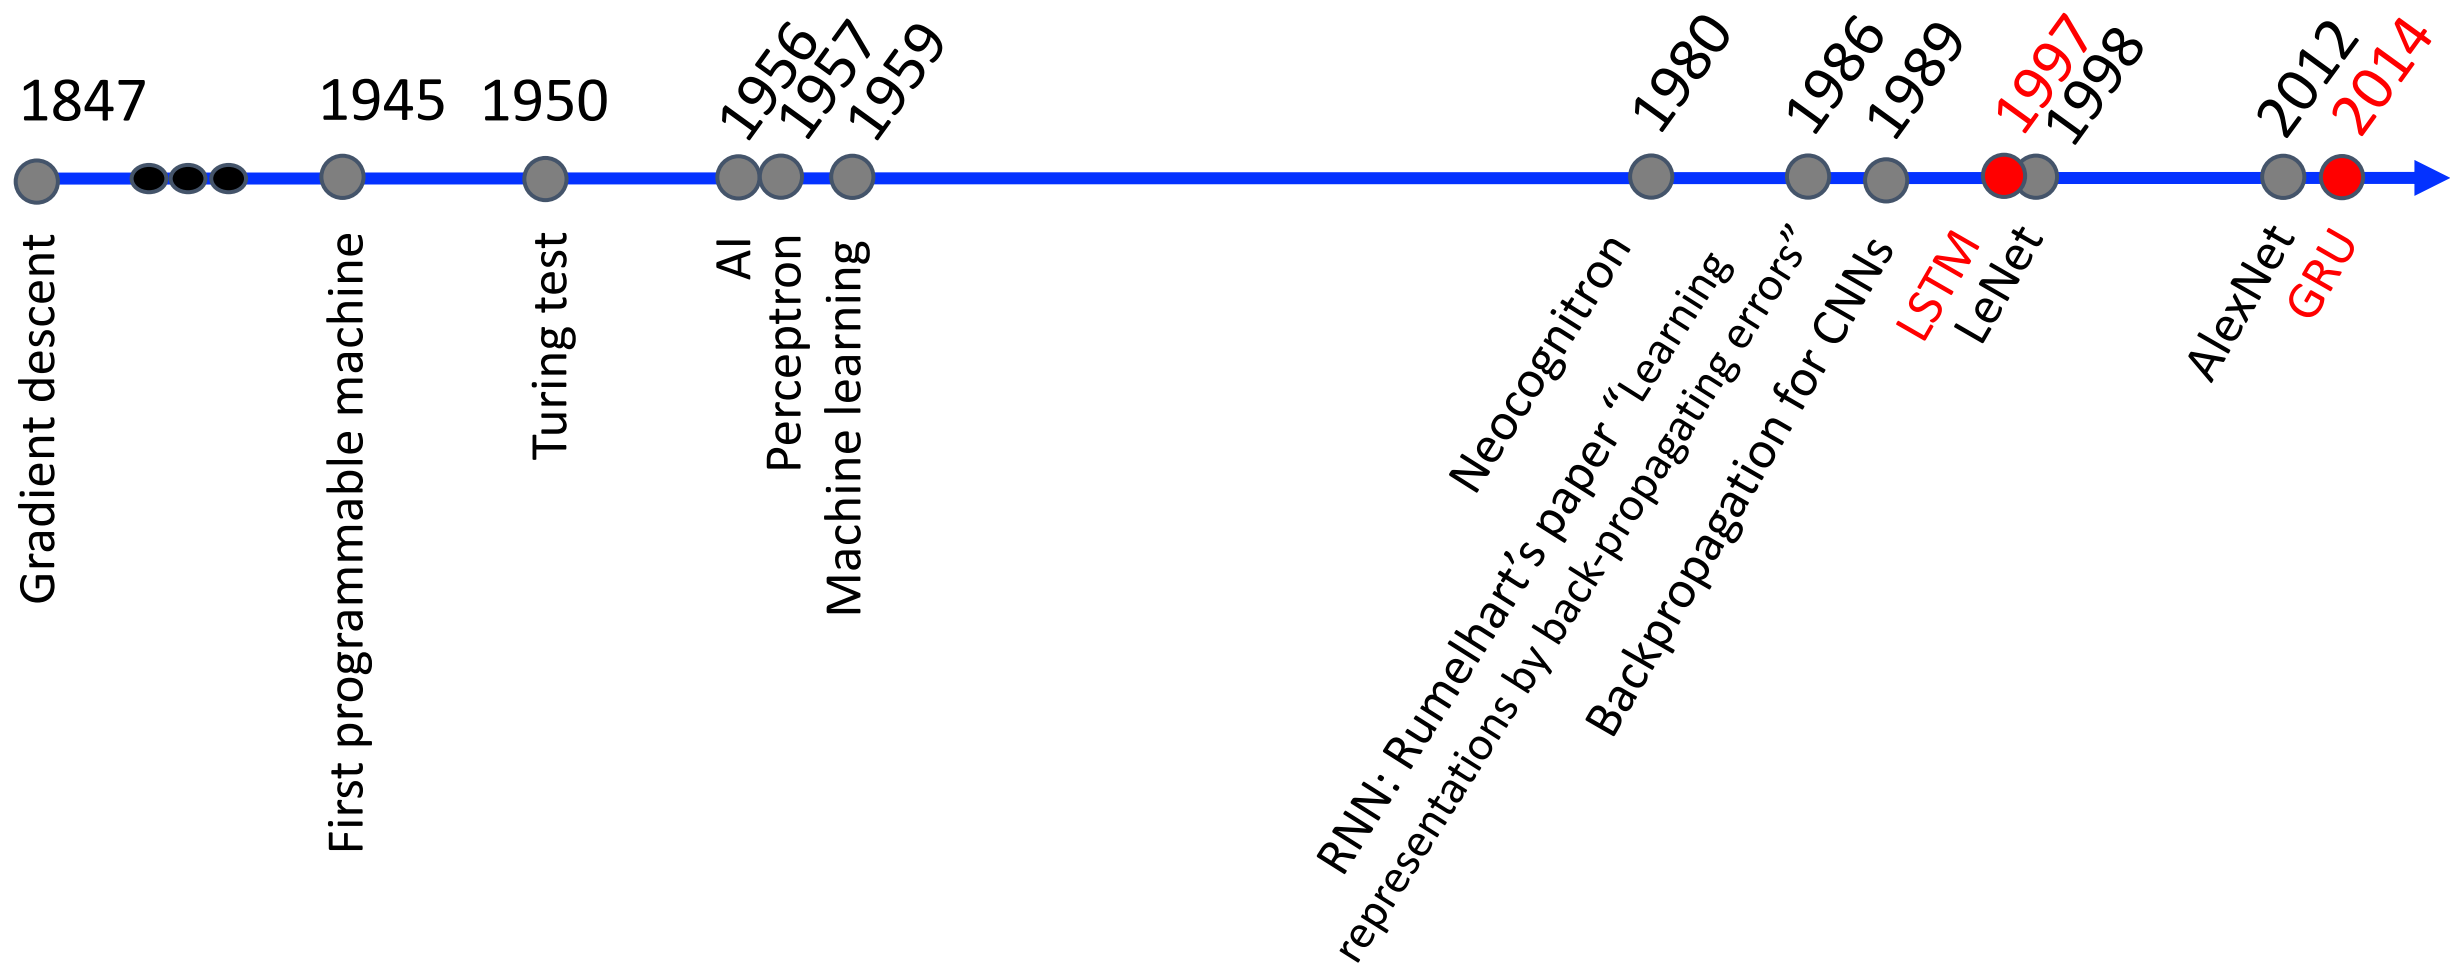 1847
1945
1950
1956
1957
1959
1980
1986
1989
1997
1998
2012
2014
Gradient descent
First programmable machine
Turing test
AI
Perceptron
Machine learning
Neocognitron
RNN: Rumelhart’s paper “Learning
representations by back-propagating errors”
Backpropagation for CNNs
LSTM
LeNet
AlexNet
GRU